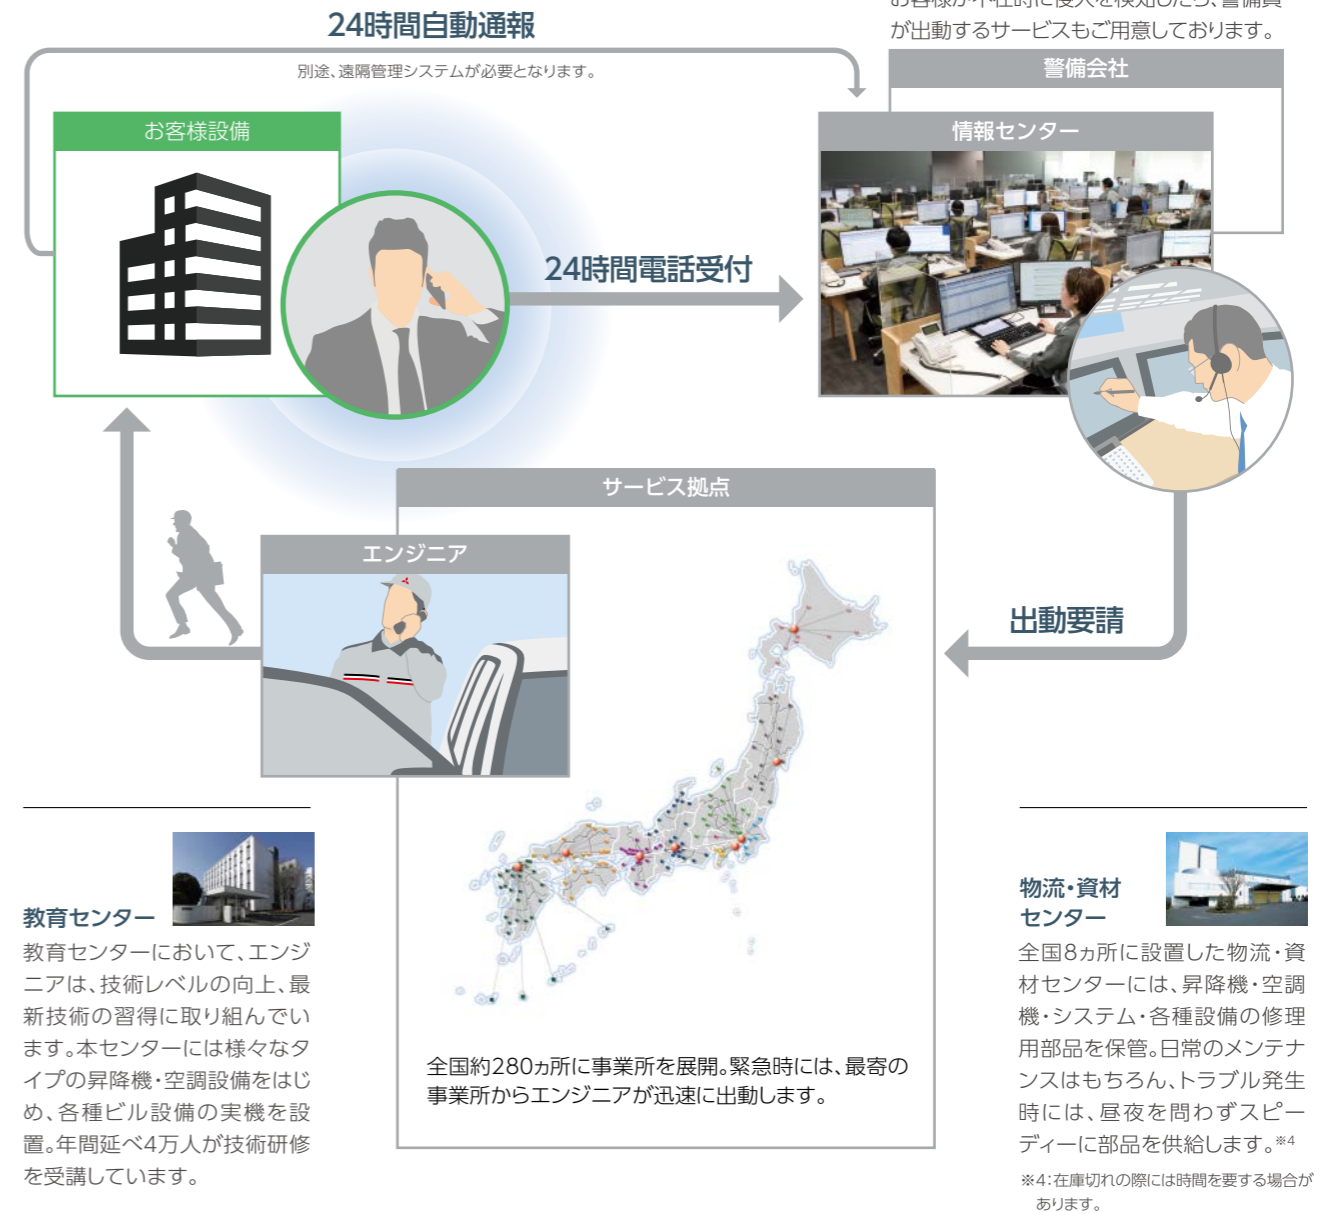 が出動するサービスもご用意しております。
24時間自動通報
別途、遠隔管理システムが必要となります。
警備会社
お客様設備
情報センター
24時間電話受付
サービス拠点
エンジニア
出動要請
全国約280ヵ所に事業所を展開。緊急時には、最寄の
事業所からエンジニアが迅速に出動します。
教育センター
教育センターにおいて、エンジ
ニアは、技術レベルの向上、最
新技術の習得に取り組んでい
ます。本センターには様々なタ
イプの昇降機・空調設備をはじ
め、各種ビル設備の実機を設
置。年間延べ4万人が技術研修
を受講しています。
物流・資材
センター
全国8ヵ所に設置した物流・資
材センターには、昇降機・空調
機・システム・各種設備の修理
用部品を保管。日常のメンテナ
ンスはもちろん、トラブル発生
時には、昼夜を問わずスピー
ディーに部品を供給します。※4
※4：在庫切れの際には時間を要する場合が
あります。